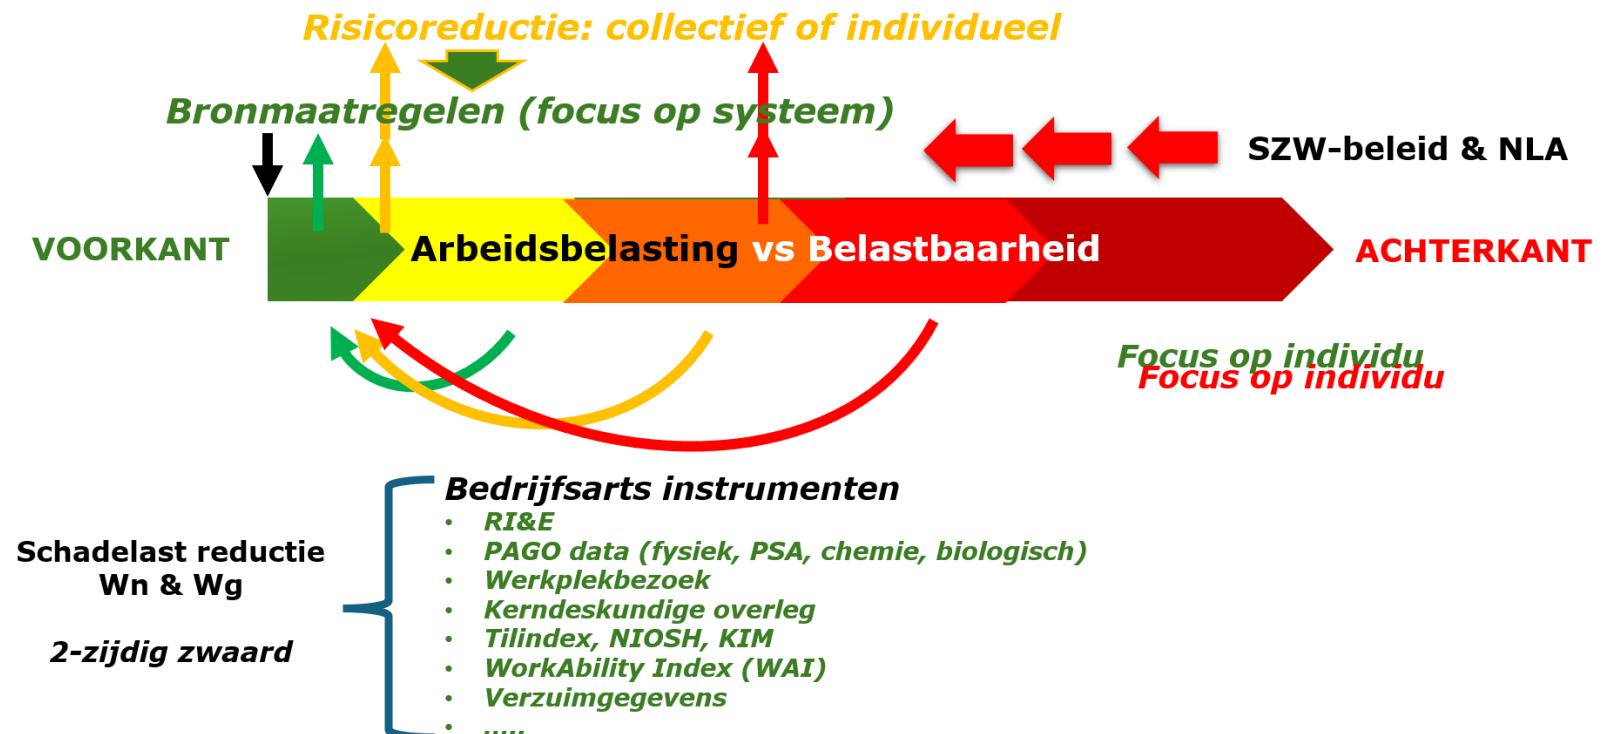 Risicoreductie: collectief of individueel
Bronmaatregelen (focus op systeem)
SZW-beleid & NLA
VOORKANT
Arbeidsbelasting vs Belastbaarheid
ACHTERKANT
Focus op individu
Focus op individu
Bedrijfsarts instrumenten
• RI&E
• PAGO data (fysiek, PSA, chemie, biologisch)
• Werkplekbezoek
• Kerndeskundige overleg
• Tilindex, NIOSH, KIM
• WorkAbility Index (WAI)
• Verzuimgegevens
• .....
Schadelast reductie
Wn & Wg
2-zijdig zwaard